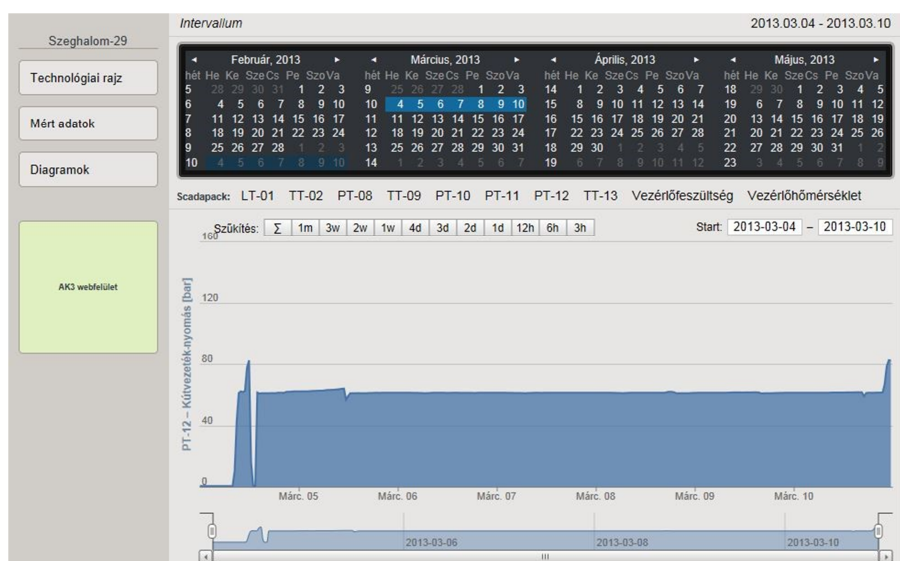 Szeghalom-29
Technológiai rajz
Mért adatok
Diagramok
AK3 webfelület
Intervallum 2013.03.04 - 2013.03.10
◄ Február, 2013 ►
hét He Ke Sze Cs Pe Szo Va
5 28 29 30 31 1 2 3
6 4 5 6 7 8 9 10
7 11 12 13 14 15 16 17
8 18 19 20 21 22 23 24
9 25 26 27 28 1 2 3
10 4 5 6 7 8 9 10
◄ Március, 2013 ►
hét He Ke Sze Cs Pe Szo Va
9 25 26 27 28 1 2 3
10 4 5 6 7 8 9 10
11 11 12 13 14 15 16 17
12 18 19 20 21 22 23 24
13 25 26 27 28 29 30 31
14 1 2 3 4 5 6 7
◄ Április, 2013 ►
hét He Ke Sze Cs Pe Szo Va
14 1 2 3 4 5 6 7
15 8 9 10 11 12 13 14
16 15 16 17 18 19 20 21
17 22 23 24 25 26 27 28
18 29 30 1 2 3 4 5
19 6 7 8 9 10 11 12
◄ Május, 2013 ►
hét He Ke Sze Cs Pe Szo Va
18 29 30 1 2 3 4 5
19 6 7 8 9 10 11 12
20 13 14 15 16 17 18 19
21 20 21 22 23 24 25 26
22 27 28 29 30 31 1 2
23 3 4 5 6 7 8 9
Scadapack: LT-01 TT-02 PT-08 TT-09 PT-10 PT-11 PT-12 TT-13 Vezérlőfeszültség Vezérlőhőmérséklet
Szűkítés: Σ 1m 3w 2w 1w 4d 3d 2d 1d 12h 6h 3h Start: 2013-03-04 – 2013-03-10
PT-12 – Kútvezeték-nyomás [bar]
160
120
80
40
0
Márc. 05 Márc. 06 Márc. 07 Márc. 08 Márc. 09 Márc. 10
2013-03-06 2013-03-08 2013-03-10